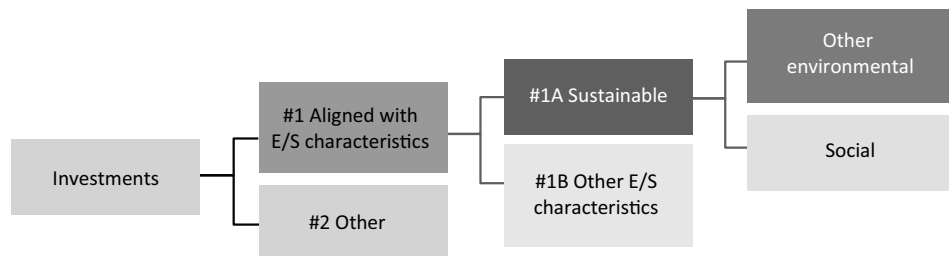 Investments
#1 Aligned with
E/S characteristics
#2 Other
#1A Sustainable
#1B Other E/S
characteristics
Other
environmental
Social